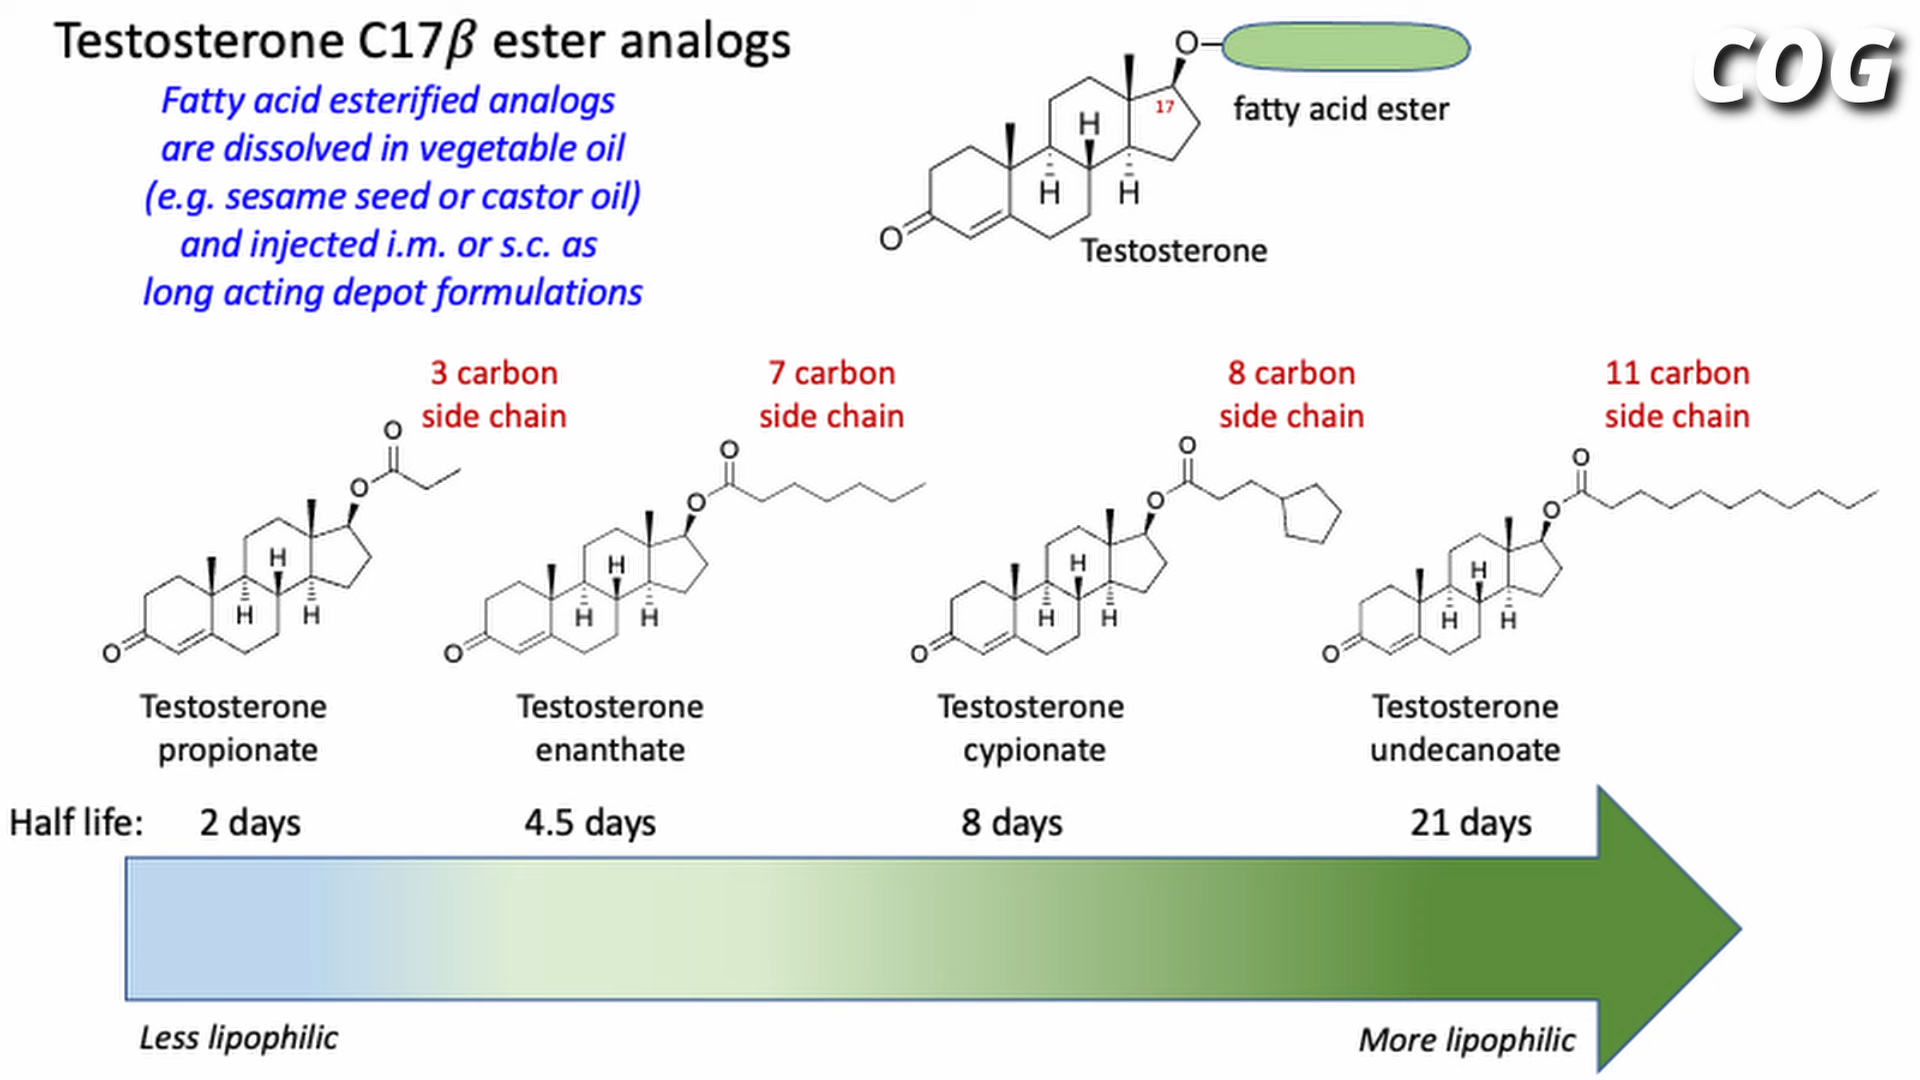 Testosterone C17β ester analogs
COG
Fatty acid esterified analogs
are dissolved in vegetable oil
(e.g. sesame seed or castor oil)
and injected i.m. or s.c. as
long acting depot formulations
O
17
fatty acid ester
H
H
H
O
Testosterone
3 carbon
side chain
7 carbon
side chain
8 carbon
side chain
11 carbon
side chain
O
O
H
H
H
O
O
O
H
H
H
O
O
O
H
H
H
O
O
O
H
H
H
O
Testosterone
propionate
Testosterone
enanthate
Testosterone
cypionate
Testosterone
undecanoate
Half life:
2 days
4.5 days
8 days
21 days
Less lipophilic
More lipophilic